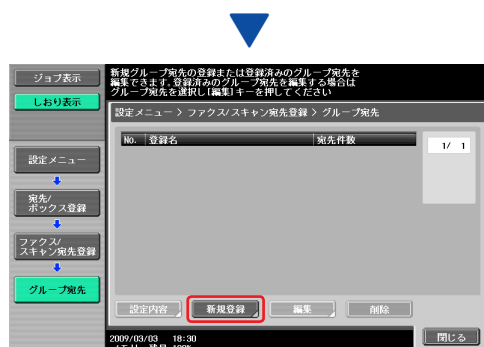 ジョブ表示
しおり表示
新規グループ宛先の登録または登録済みのグループ宛先を
編集できます。登録済みのグループ宛先を編集する場合は
グループ宛先を選択し[編集]キーを押してください
設定メニュー > ファクス/スキャン宛先登録 > グループ宛先
No. 登録名 宛先件数
1/ 1
設定メニュー
宛先/
ボックス登録
ファクス/
スキャン宛先登録
グループ宛先
設定内容 新規登録 編集 削除
2009/03/03 18:30
閉じる